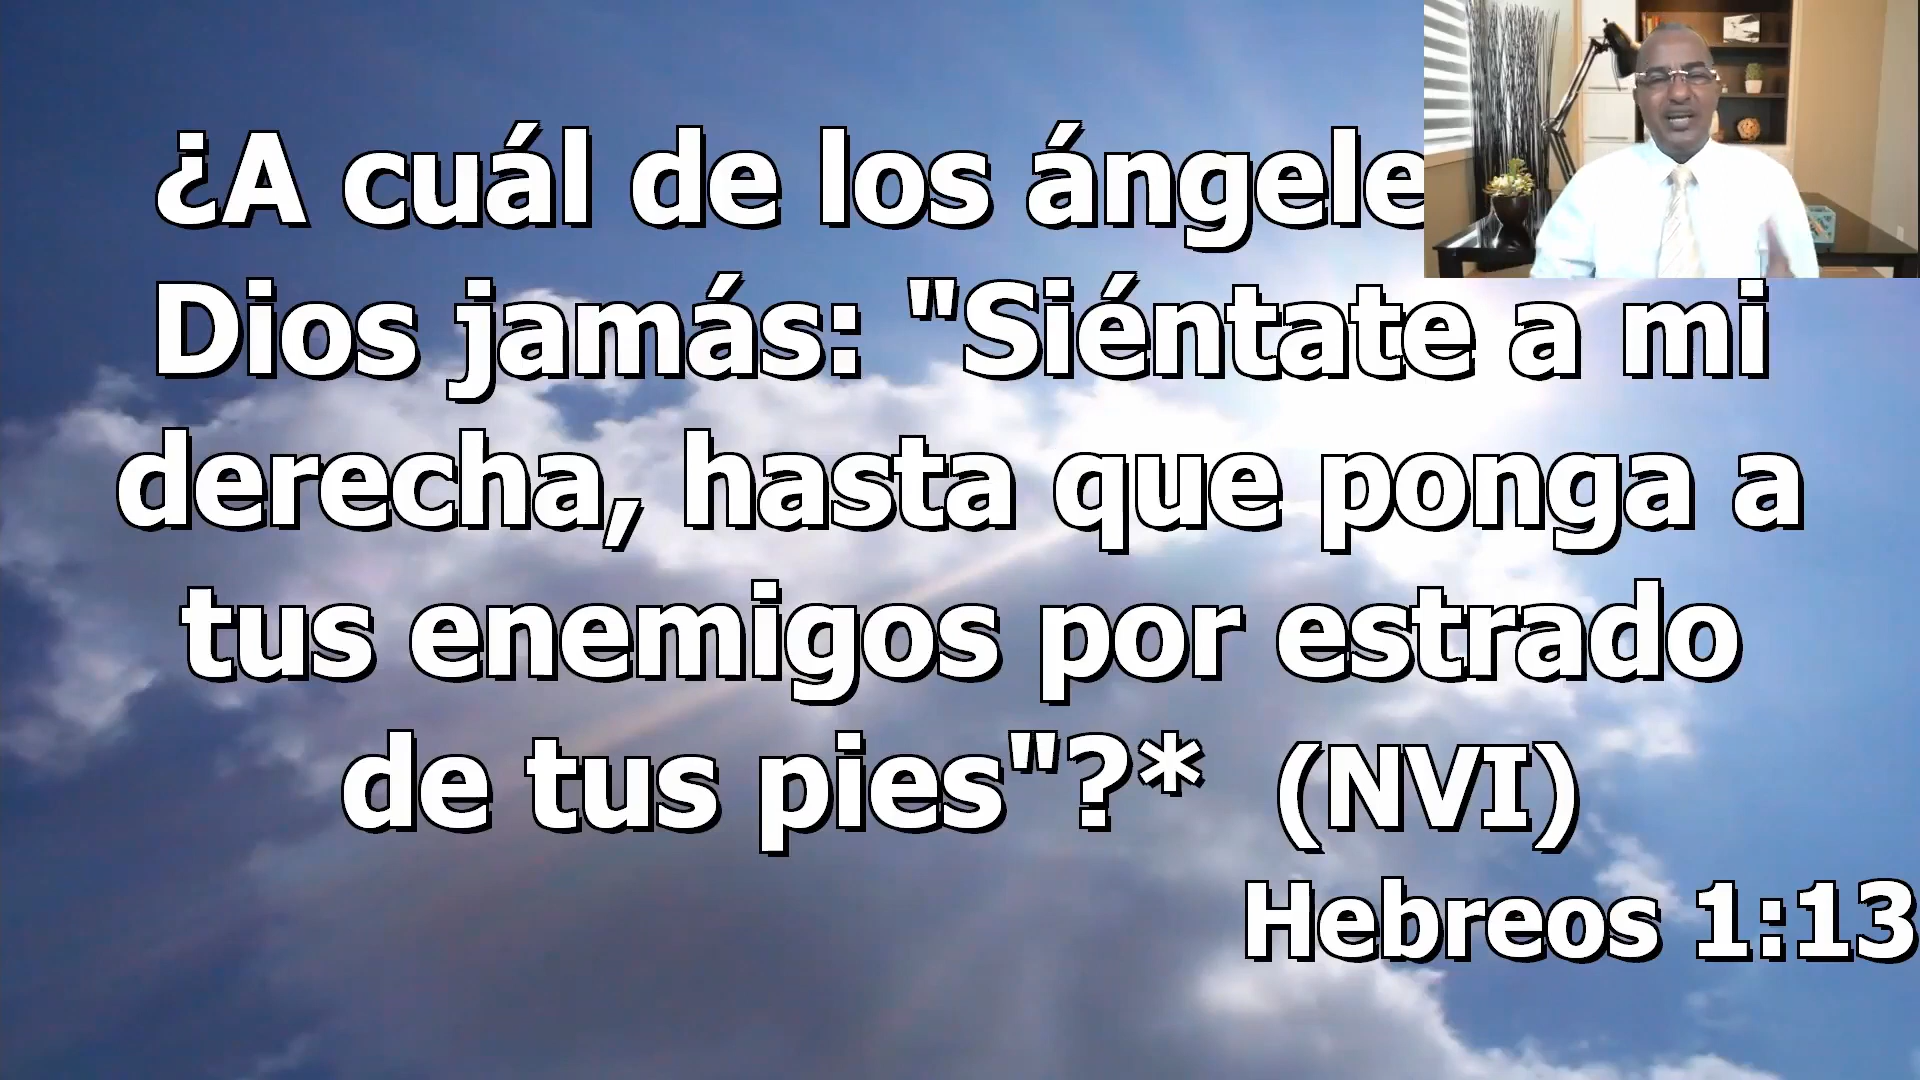 ¿A cuál de los ángele
Dios jamás: "Siéntate a mi
derecha, hasta que ponga a
tus enemigos por estrado
de tus pies"?* (NVI)
Hebreos 1:13